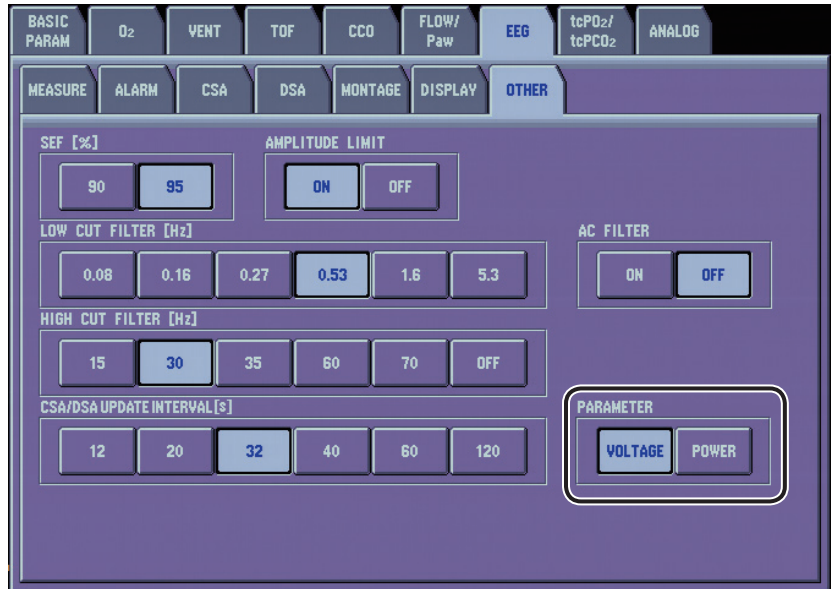 BASIC PARAM O2 VENT TOF CCO FLOW/ Paw EEG tcPO2/ tcPCO2 ANALOG
MEASURE ALARM CSA DSA MONTAGE DISPLAY OTHER
SEF [%] AMPLITUDE LIMIT
90 95 ON OFF
LOW CUT FILTER [Hz] AC FILTER
0.08 0.16 0.27 0.53 1.6 5.3 ON OFF
HIGH CUT FILTER [Hz]
15 30 35 60 70 OFF
CSA/DSA UPDATE INTERVAL[s] PARAMETER
12 20 32 40 60 120 VOLTAGE POWER